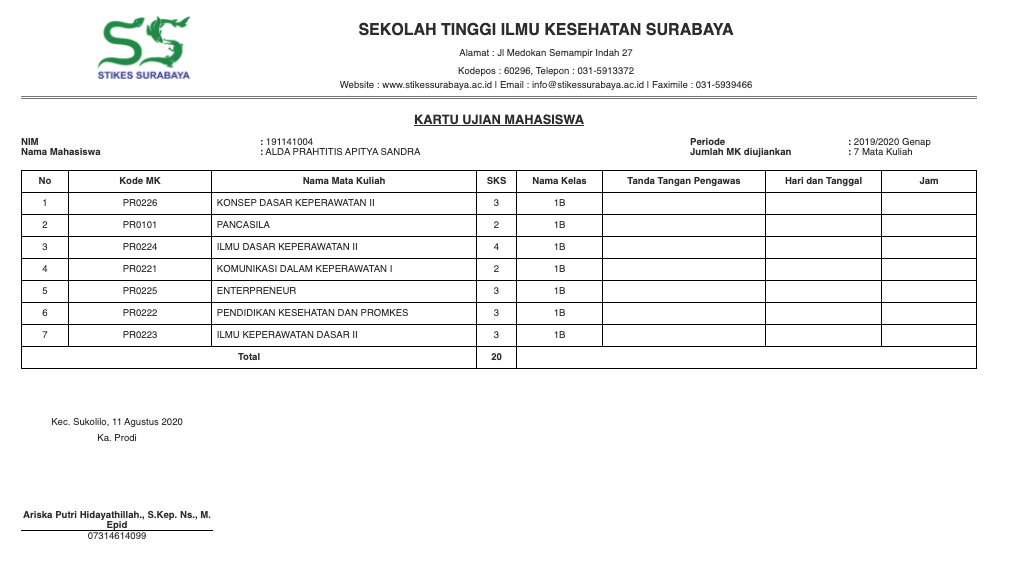 STIKES SURABAYA
SEKOLAH TINGGI ILMU KESEHATAN SURABAYA
Alamat : Jl Medokan Semampir Indah 27
Kodepos : 60296, Telepon : 031-5913372
Website : www.stikessurabaya.ac.id | Email : info@stikessurabaya.ac.id | Faximile : 031-5939466
KARTU UJIAN MAHASISWA
NIM : 191141004 Periode : 2019/2020 Genap
Nama Mahasiswa : ALDA PRAHTITIS APITYA SANDRA Jumlah MK diujiankan : 7 Mata Kuliah
No Kode MK Nama Mata Kuliah SKS Nama Kelas Tanda Tangan Pengawas Hari dan Tanggal Jam
1 PR0226 KONSEP DASAR KEPERAWATAN II 3 1B
2 PR0101 PANCASILA 2 1B
3 PR0224 ILMU DASAR KEPERAWATAN II 4 1B
4 PR0221 KOMUNIKASI DALAM KEPERAWATAN I 2 1B
5 PR0225 ENTERPRENEUR 3 1B
6 PR0222 PENDIDIKAN KESEHATAN DAN PROMKES 3 1B
7 PR0223 ILMU KEPERAWATAN DASAR II 3 1B
Total 20
Kec. Sukolilo, 11 Agustus 2020
Ka. Prodi
Ariska Putri Hidayathillah., S.Kep. Ns., M.
Epid
07314614099